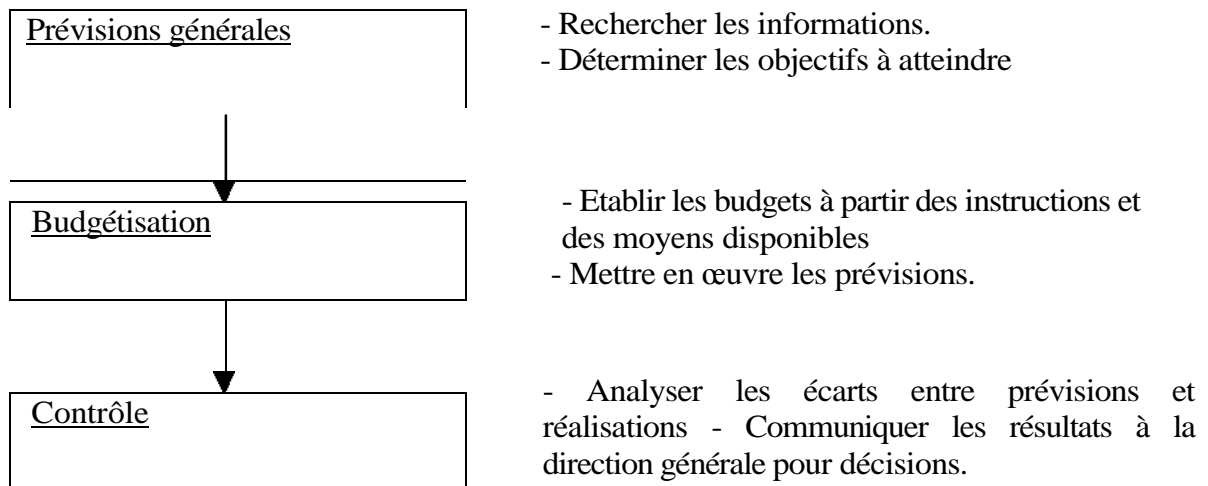 Prévisions générales
- Rechercher les informations.
- Déterminer les objectifs à atteindre
Budgétisation
- Etablir les budgets à partir des instructions et
des moyens disponibles
- Mettre en œuvre les prévisions.
Contrôle
- Analyser les écarts entre prévisions et
réalisations - Communiquer les résultats à la
direction générale pour décisions.